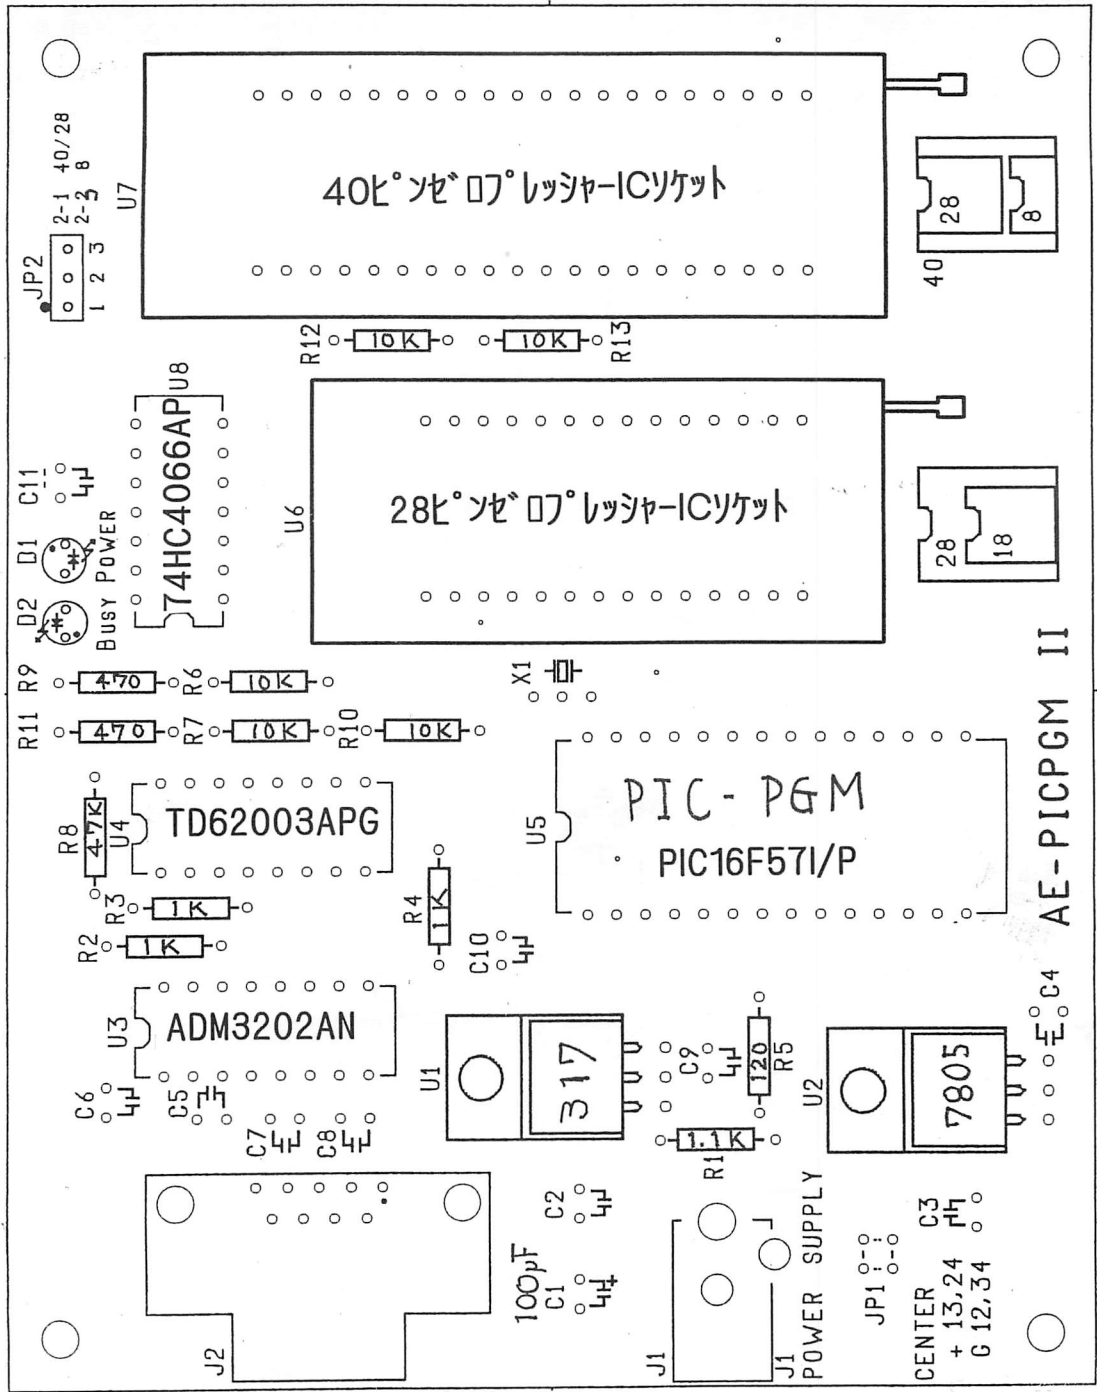 JP2
2-1 40/28
2-3 8
1 2 3
U7
40ピンゼロプレッシャーICソケット
28
8
40
R12
10K
10K
R13
C11
D1
D2
POWER
BUSY
74HC4066AP
U8
U6
28ピンゼロプレッシャーICソケット
28
18
R9
470
R6
10K
R11
470
R7
10K
R10
10K
X1
R8
47K
U4
TD62003APG
U5
PIC-PGM
PIC16F57I/P
AE-PICPGM II
R3
1K
R2
1K
R4
1K
C10
U3
ADM3202AN
C6
C5
C7
C8
U1
317
C9
120
R5
1.1K
R1
U2
7805
C4
J2
100μF
C1
C2
J1
J1
POWER SUPPLY
JP1
C3
CENTER
+ 13,24
G 12,34